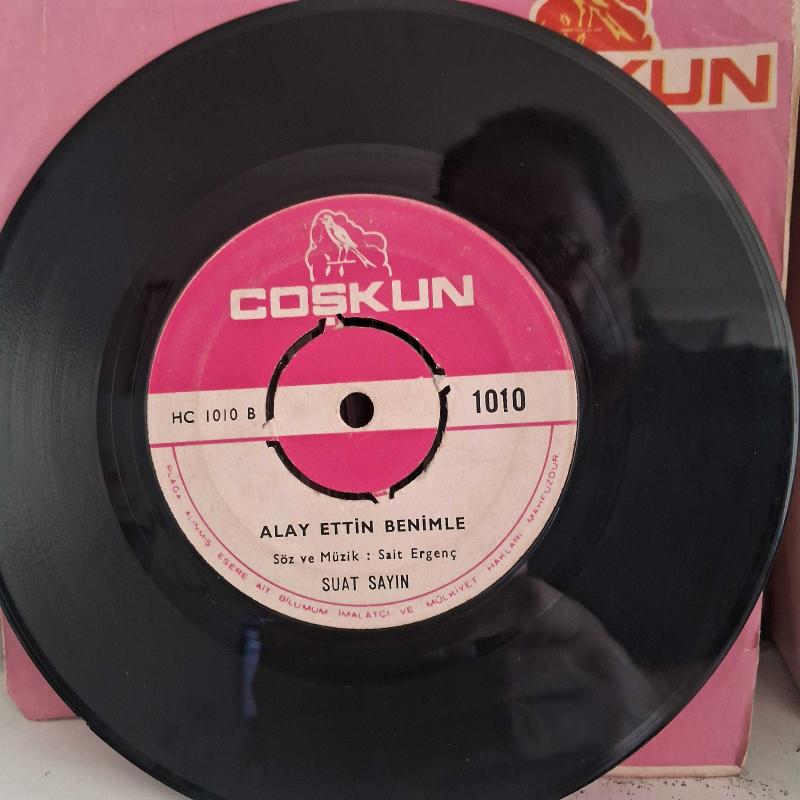 KUN
COŞKUN
HC 1010 B
1010
ALAY ETTİN BENİMLE
Söz ve Müzik : Sait Ergenç
SUAT SAYIN
PLAĞA ALINMIŞ ESERE AİT BİLUMUM İMALATÇI VE MÜLKİYET HAKLARI MAHFUZDUR.